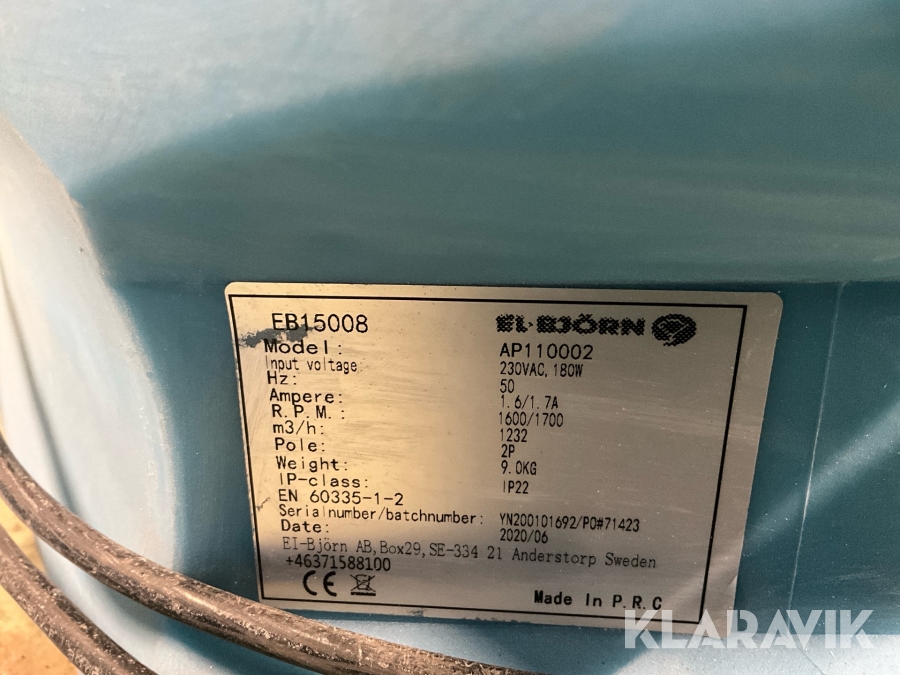 EB15008 EL-BJÖRN
Model: AP110002
Input voltage: 230VAC, 180W
Hz: 50
Ampere: 1.6/1.7A
R.P.M.: 1600/1700
m3/h: 1232
Pole: 2P
Weight: 9.0KG
IP-class: IP22
EN 60335-1-2
Serialnumber/batchnumber: YN200101692/PO#71423
Date: 2020/06
EI-Björn AB, Box29, SE-334 21 Anderstorp Sweden
+46371588100
CE
Made In P.R.C
KLARAVIK